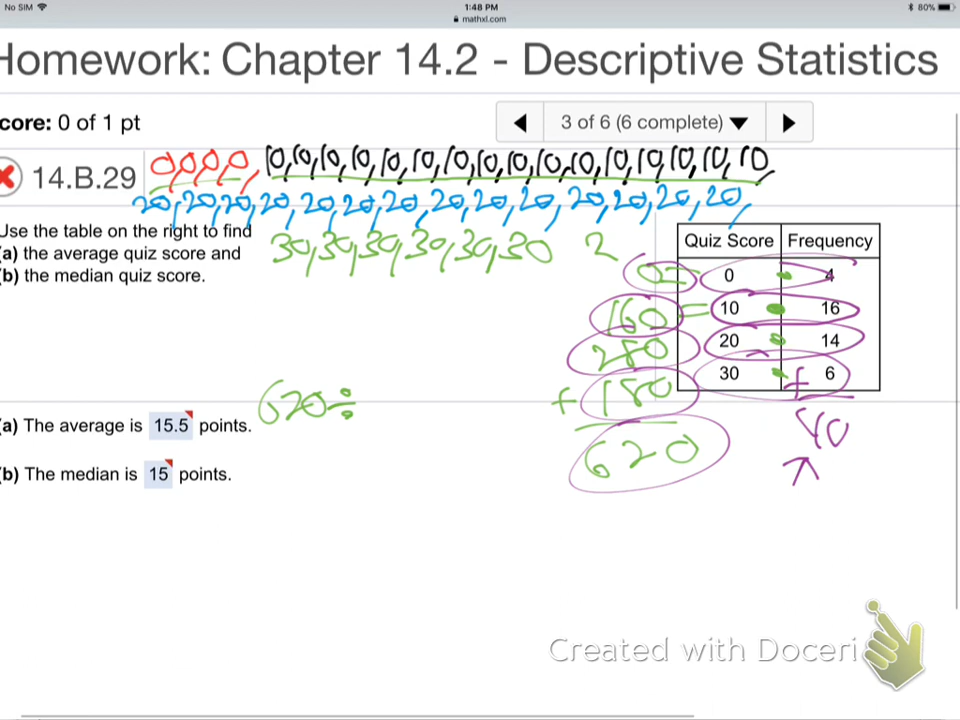 No SIM 1:48 PM 80%
mathxl.com
Homework: Chapter 14.2 - Descriptive Statistics
core: 0 of 1 pt
3 of 6 (6 complete)
14.B.29
0,0,0,0, 10,10,10,10,10,10,10,10,10,10,10,10,10,10,10,10,
20,20,20,20,20,20,20,20,20,20,20,20,20,20,
30,30,30,30,30,30
2
Use the table on the right to find
(a) the average quiz score and
(b) the median quiz score.
Quiz Score Frequency
0 = 0 · 4
160 = 10 · 16
280 20 · 14
+ 180 30 · + 6
620 40
620 ÷
(a) The average is 15.5 points.
(b) The median is 15 points.
Created with Doceri